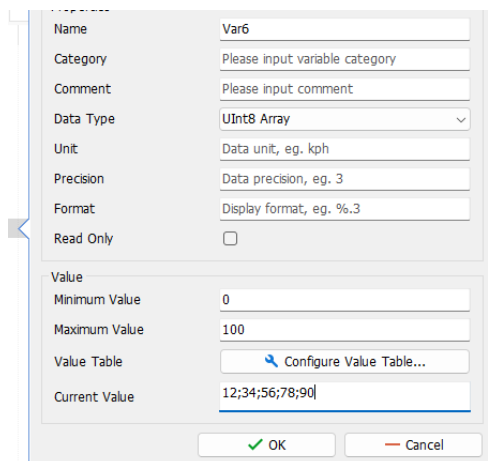 Properties
Name Var6
Category Please input variable category
Comment Please input comment
Data Type UInt8 Array
Unit Data unit, eg. kph
Precision Data precision, eg. 3
Format Display format, eg. %.3
Read Only
Value
Minimum Value 0
Maximum Value 100
Value Table Configure Value Table...
Current Value 12;34;56;78;90
OK Cancel